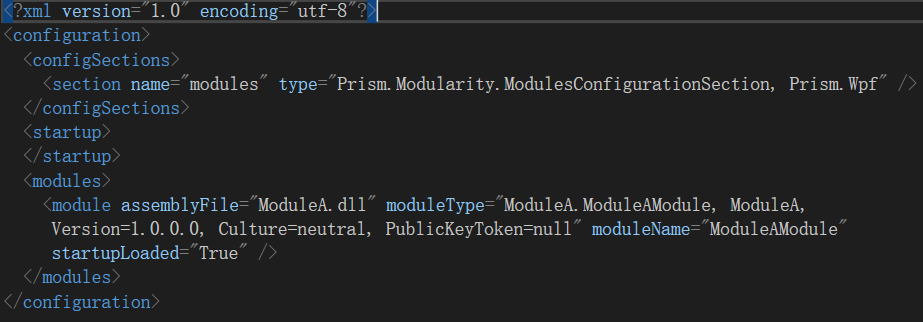 <?xml version="1.0" encoding="utf-8"?>
<configuration>
  <configSections>
    <section name="modules" type="Prism.Modularity.ModulesConfigurationSection, Prism.Wpf" />
  </configSections>
  <startup>
  </startup>
  <modules>
    <module assemblyFile="ModuleA.dll" moduleType="ModuleA.ModuleAModule, ModuleA,
     Version=1.0.0.0, Culture=neutral, PublicKeyToken=null" moduleName="ModuleAModule"
     startupLoaded="True" />
  </modules>
</configuration>